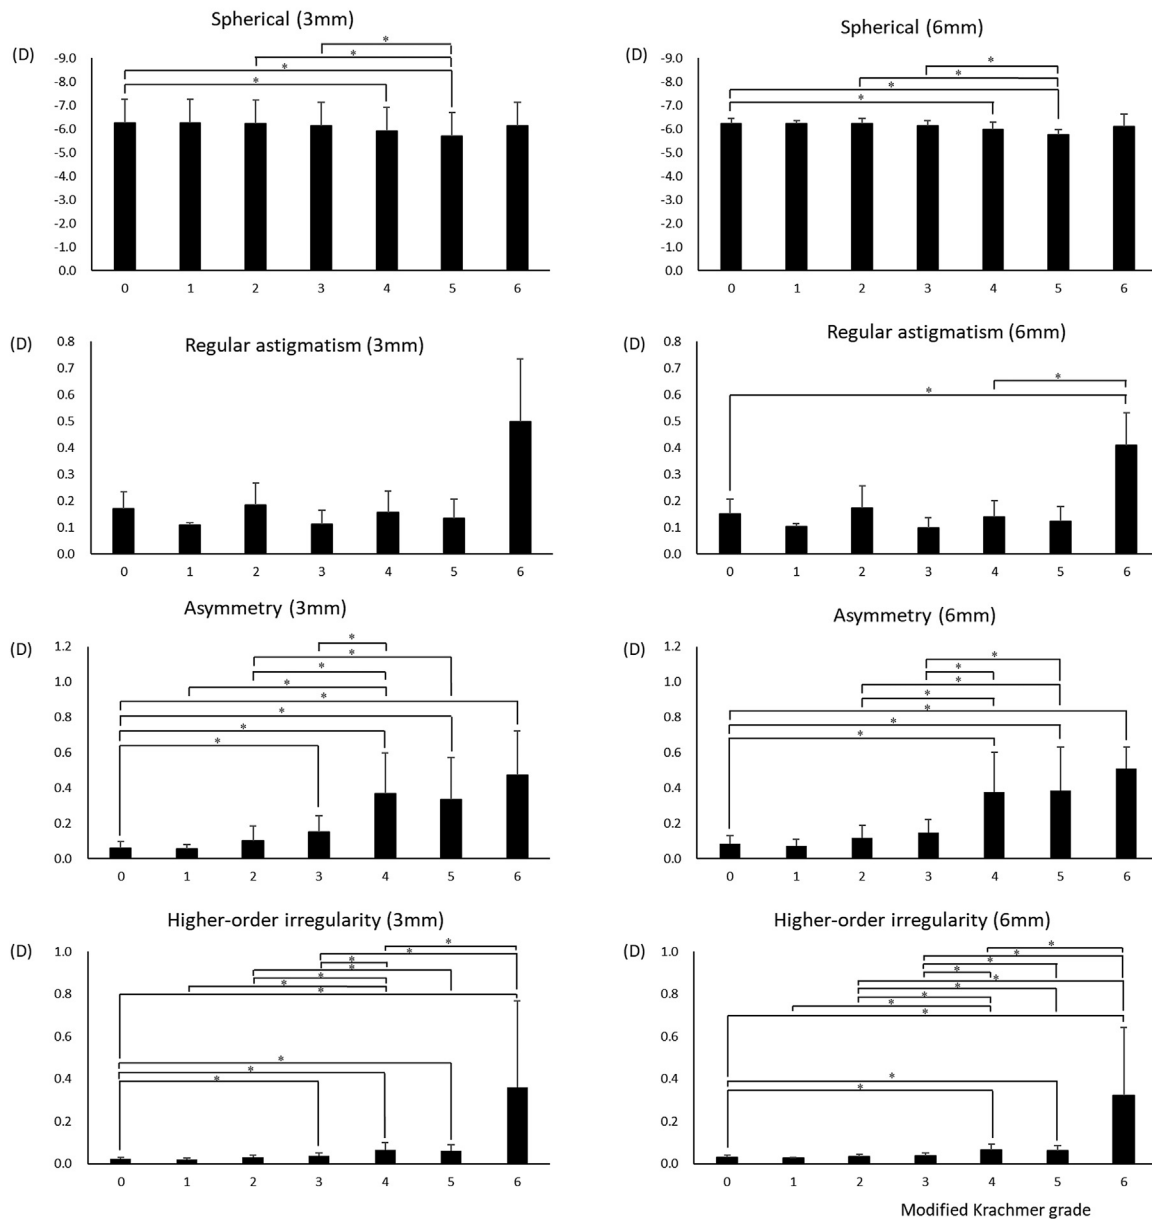 Spherical (3mm)
(D)
-9.0
-8.0
-7.0
-6.0
-5.0
-4.0
-3.0
-2.0
-1.0
0.0
* * * *
0 1 2 3 4 5 6
Spherical (6mm)
(D)
-9.0
-8.0
-7.0
-6.0
-5.0
-4.0
-3.0
-2.0
-1.0
0.0
* * * *
0 1 2 3 4 5 6
Regular astigmatism (3mm)
(D)
0.8
0.7
0.6
0.5
0.4
0.3
0.2
0.1
0.0
0 1 2 3 4 5 6
Regular astigmatism (6mm)
(D)
0.8
0.7
0.6
0.5
0.4
0.3
0.2
0.1
0.0
* *
0 1 2 3 4 5 6
Asymmetry (3mm)
(D)
1.2
1.0
0.8
0.6
0.4
0.2
0.0
* * * * * * * *
0 1 2 3 4 5 6
Asymmetry (6mm)
(D)
1.2
1.0
0.8
0.6
0.4
0.2
0.0
* * * * * * *
0 1 2 3 4 5 6
Higher-order irregularity (3mm)
(D)
1.0
0.8
0.6
0.4
0.2
0.0
* * * * * * * * * *
0 1 2 3 4 5 6
Higher-order irregularity (6mm)
(D)
1.0
0.8
0.6
0.4
0.2
0.0
* * * * * * * * * * *
0 1 2 3 4 5 6
Modified Krachmer grade